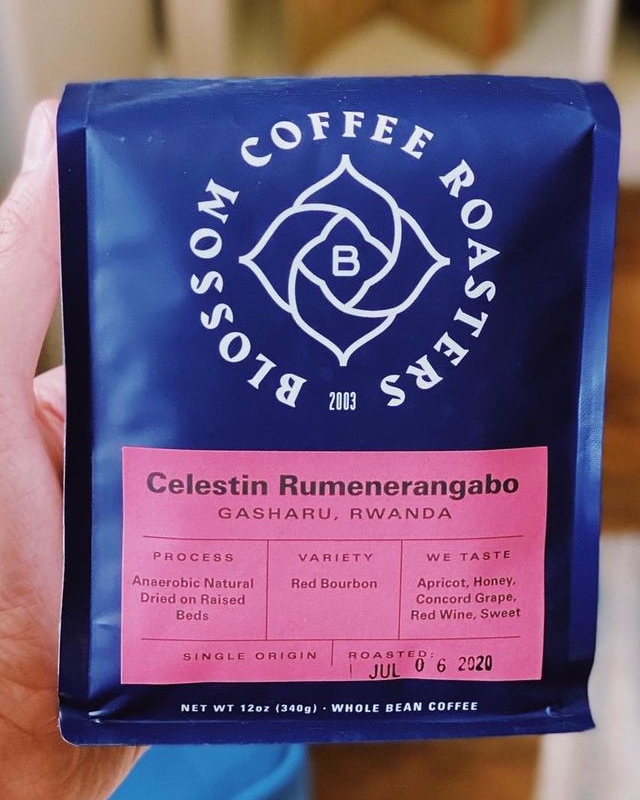 BLOSSOM COFFEE ROASTERS
B
2003
Celestin Rumenerangabo
GASHARU, RWANDA
PROCESS
Anaerobic Natural
Dried on Raised
Beds
VARIETY
Red Bourbon
WE TASTE
Apricot, Honey,
Concord Grape,
Red Wine, Sweet
SINGLE ORIGIN
ROASTED:
JUL 06 2020
NET WT 12oz (340g) · WHOLE BEAN COFFEE